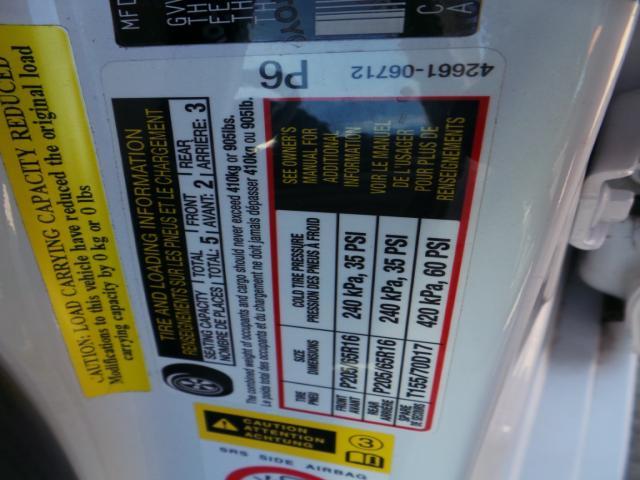 MFD
GVW
TH
FE
TH
TH
C
A
42661-06712
P6
CAUTION: LOAD CARRYING CAPACITY REDUCED
Modifications to this vehicle have reduced the original load
carrying capacity by 0 kg or 0 lbs
TIRE AND LOADING INFORMATION
RENSEIGNEMENTS SUR LES PNEUS ET LE CHARGEMENT
SEATING CAPACITY TOTAL FRONT REAR
NOMBRE DE PLACES TOTAL: 5 AVANT: 2 ARRIÈRE: 3
The combined weight of occupants and cargo should never exceed 410kg or 905lbs.
Le poids total des occupants et du chargement ne doit jamais dépasser 410kg ou 905lb.
TIRE SIZE COLD TIRE PRESSURE
PNEU DIMENSIONS PRESSION DES PNEUS À FROID
FRONT AVANT P205/65R16 240 kPa, 35 PSI
REAR ARRIÈRE P205/65R16 240 kPa, 35 PSI
SPARE DE SECOURS T155/70D17 420 kPa, 60 PSI
SEE OWNER'S
MANUAL FOR
ADDITIONAL
INFORMATION
VOIR LE MANUEL
DE L'USAGER
POUR PLUS DE
RENSEIGNEMENTS
CAUTION
ATTENTION
ACHTUNG
3
SRS SIDE AIRBAG